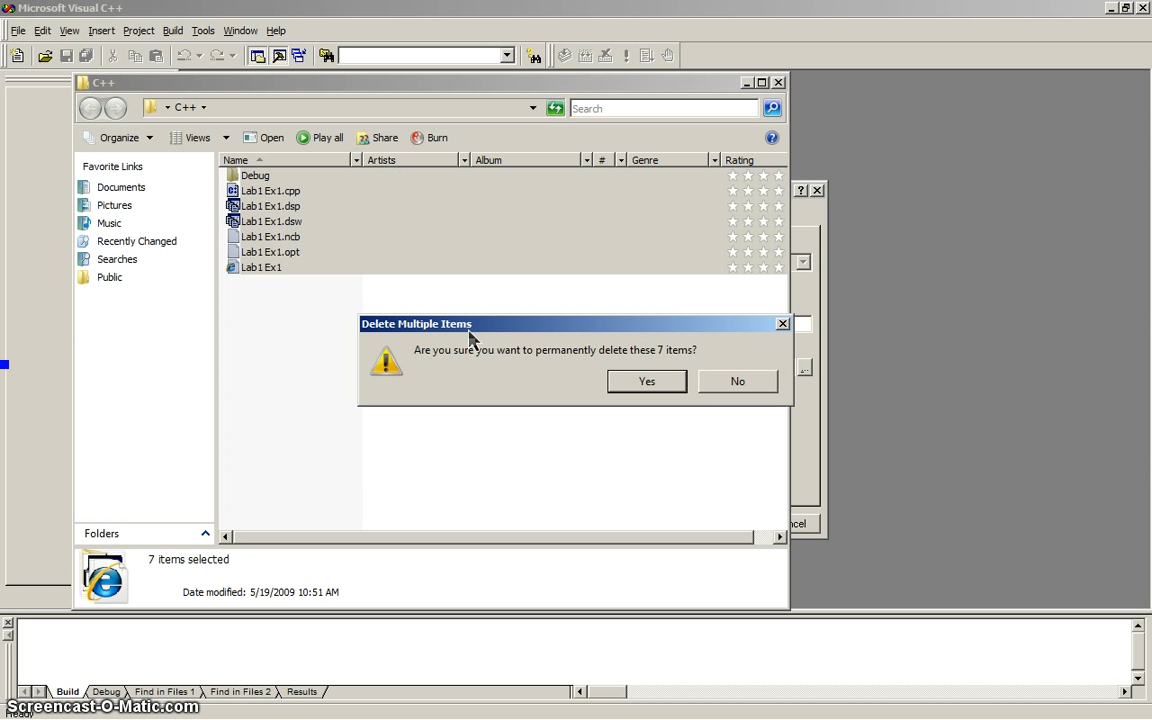 Microsoft Visual C++
File Edit View Insert Project Build Tools Window Help
C++
C++
Search
Organize Views Open Play all Share Burn
Favorite Links
Documents
Pictures
Music
Recently Changed
Searches
Public
Folders
Name Artists Album # Genre Rating
Debug
Lab1 Ex1.cpp
Lab1 Ex1.dsp
Lab1 Ex1.dsw
Lab1 Ex1.ncb
Lab1 Ex1.opt
Lab1 Ex1
Delete Multiple Items
Are you sure you want to permanently delete these 7 items?
Yes No
...
ncel
7 items selected
Date modified: 5/19/2009 10:51 AM
Build Debug Find in Files 1 Find in Files 2 Results
Screencast-O-Matic.com
Ready